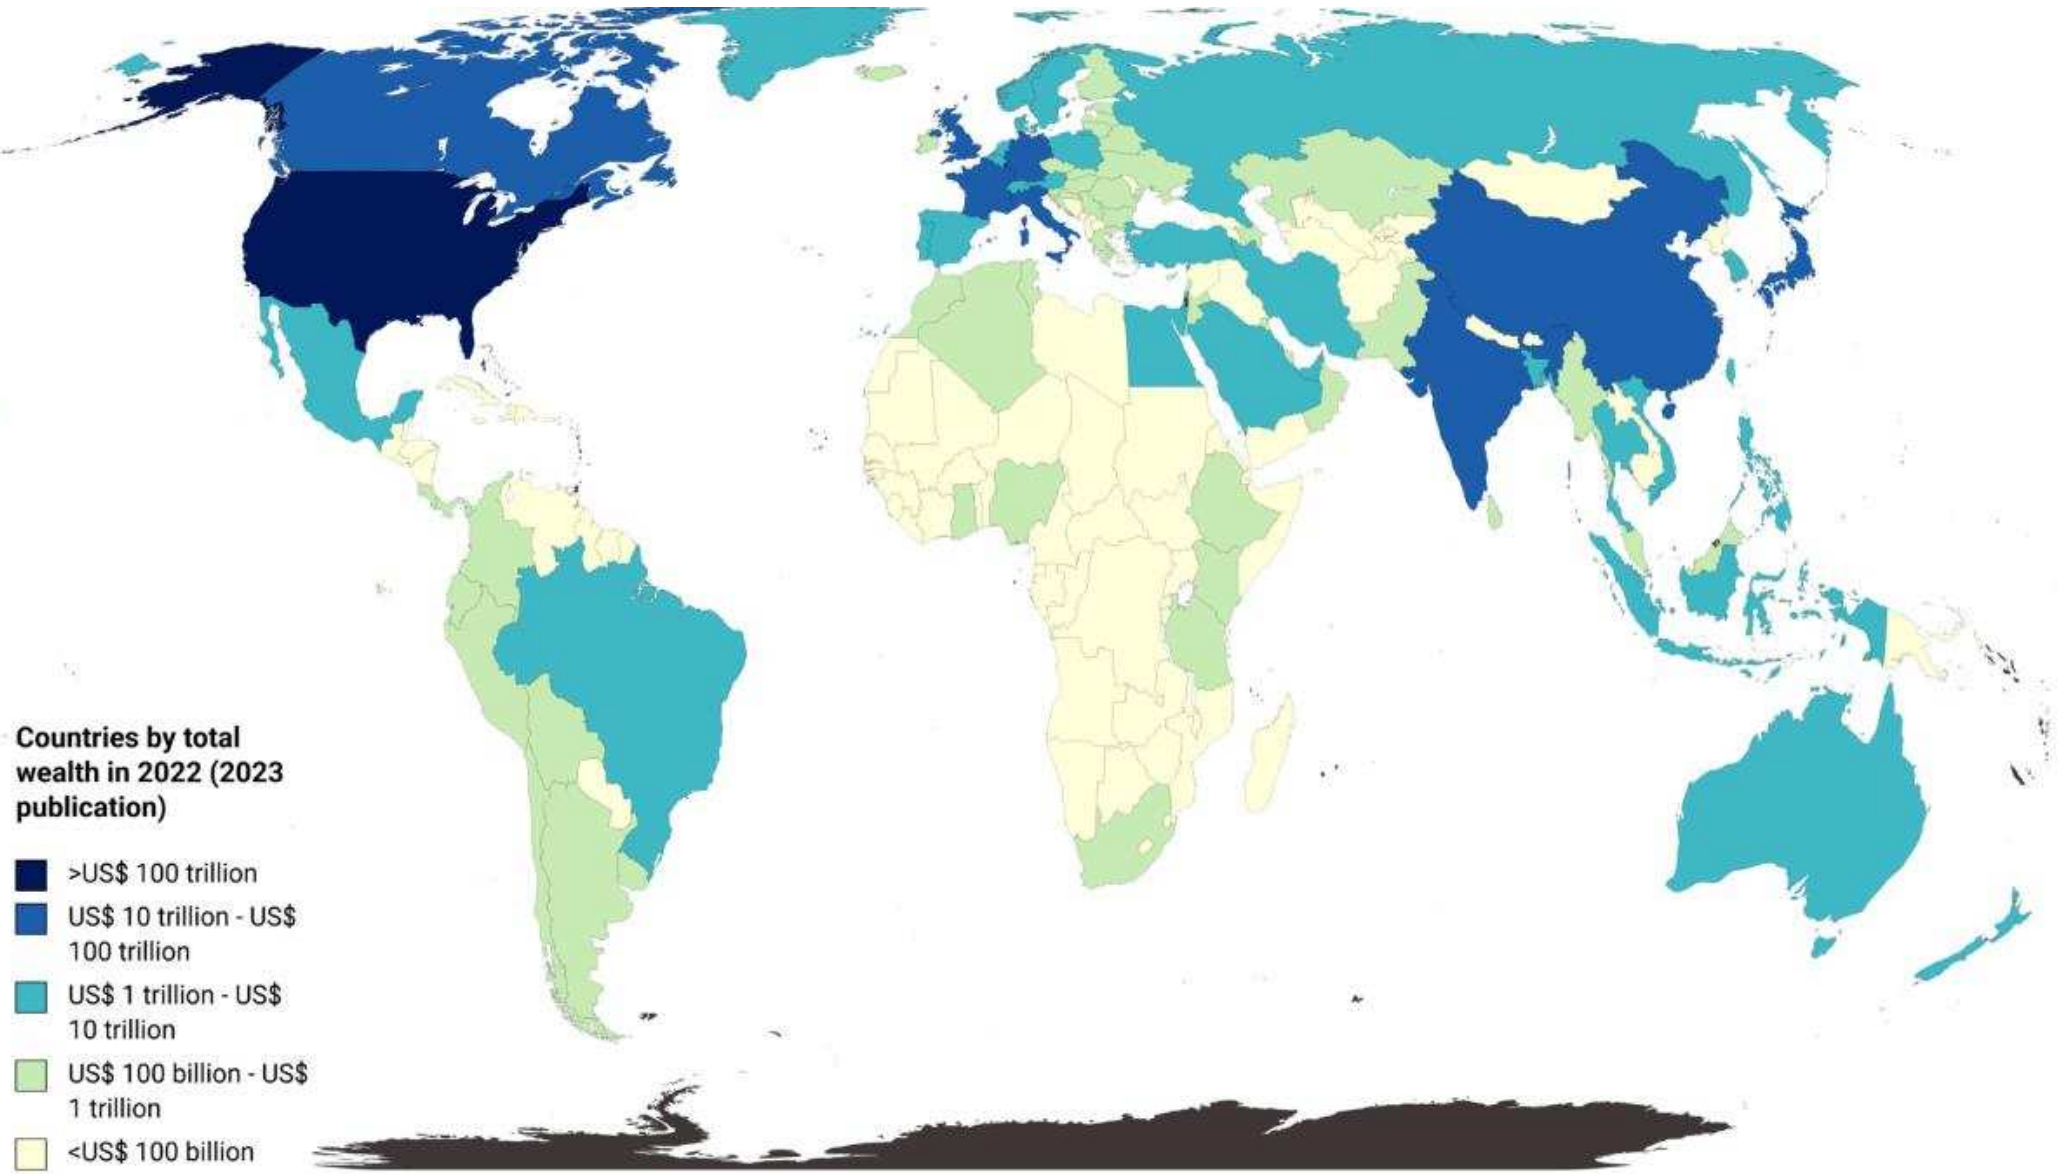 Countries by total
wealth in 2022 (2023
publication)
>US$ 100 trillion
US$ 10 trillion - US$
100 trillion
US$ 1 trillion - US$
10 trillion
US$ 100 billion - US$
1 trillion
<US$ 100 billion